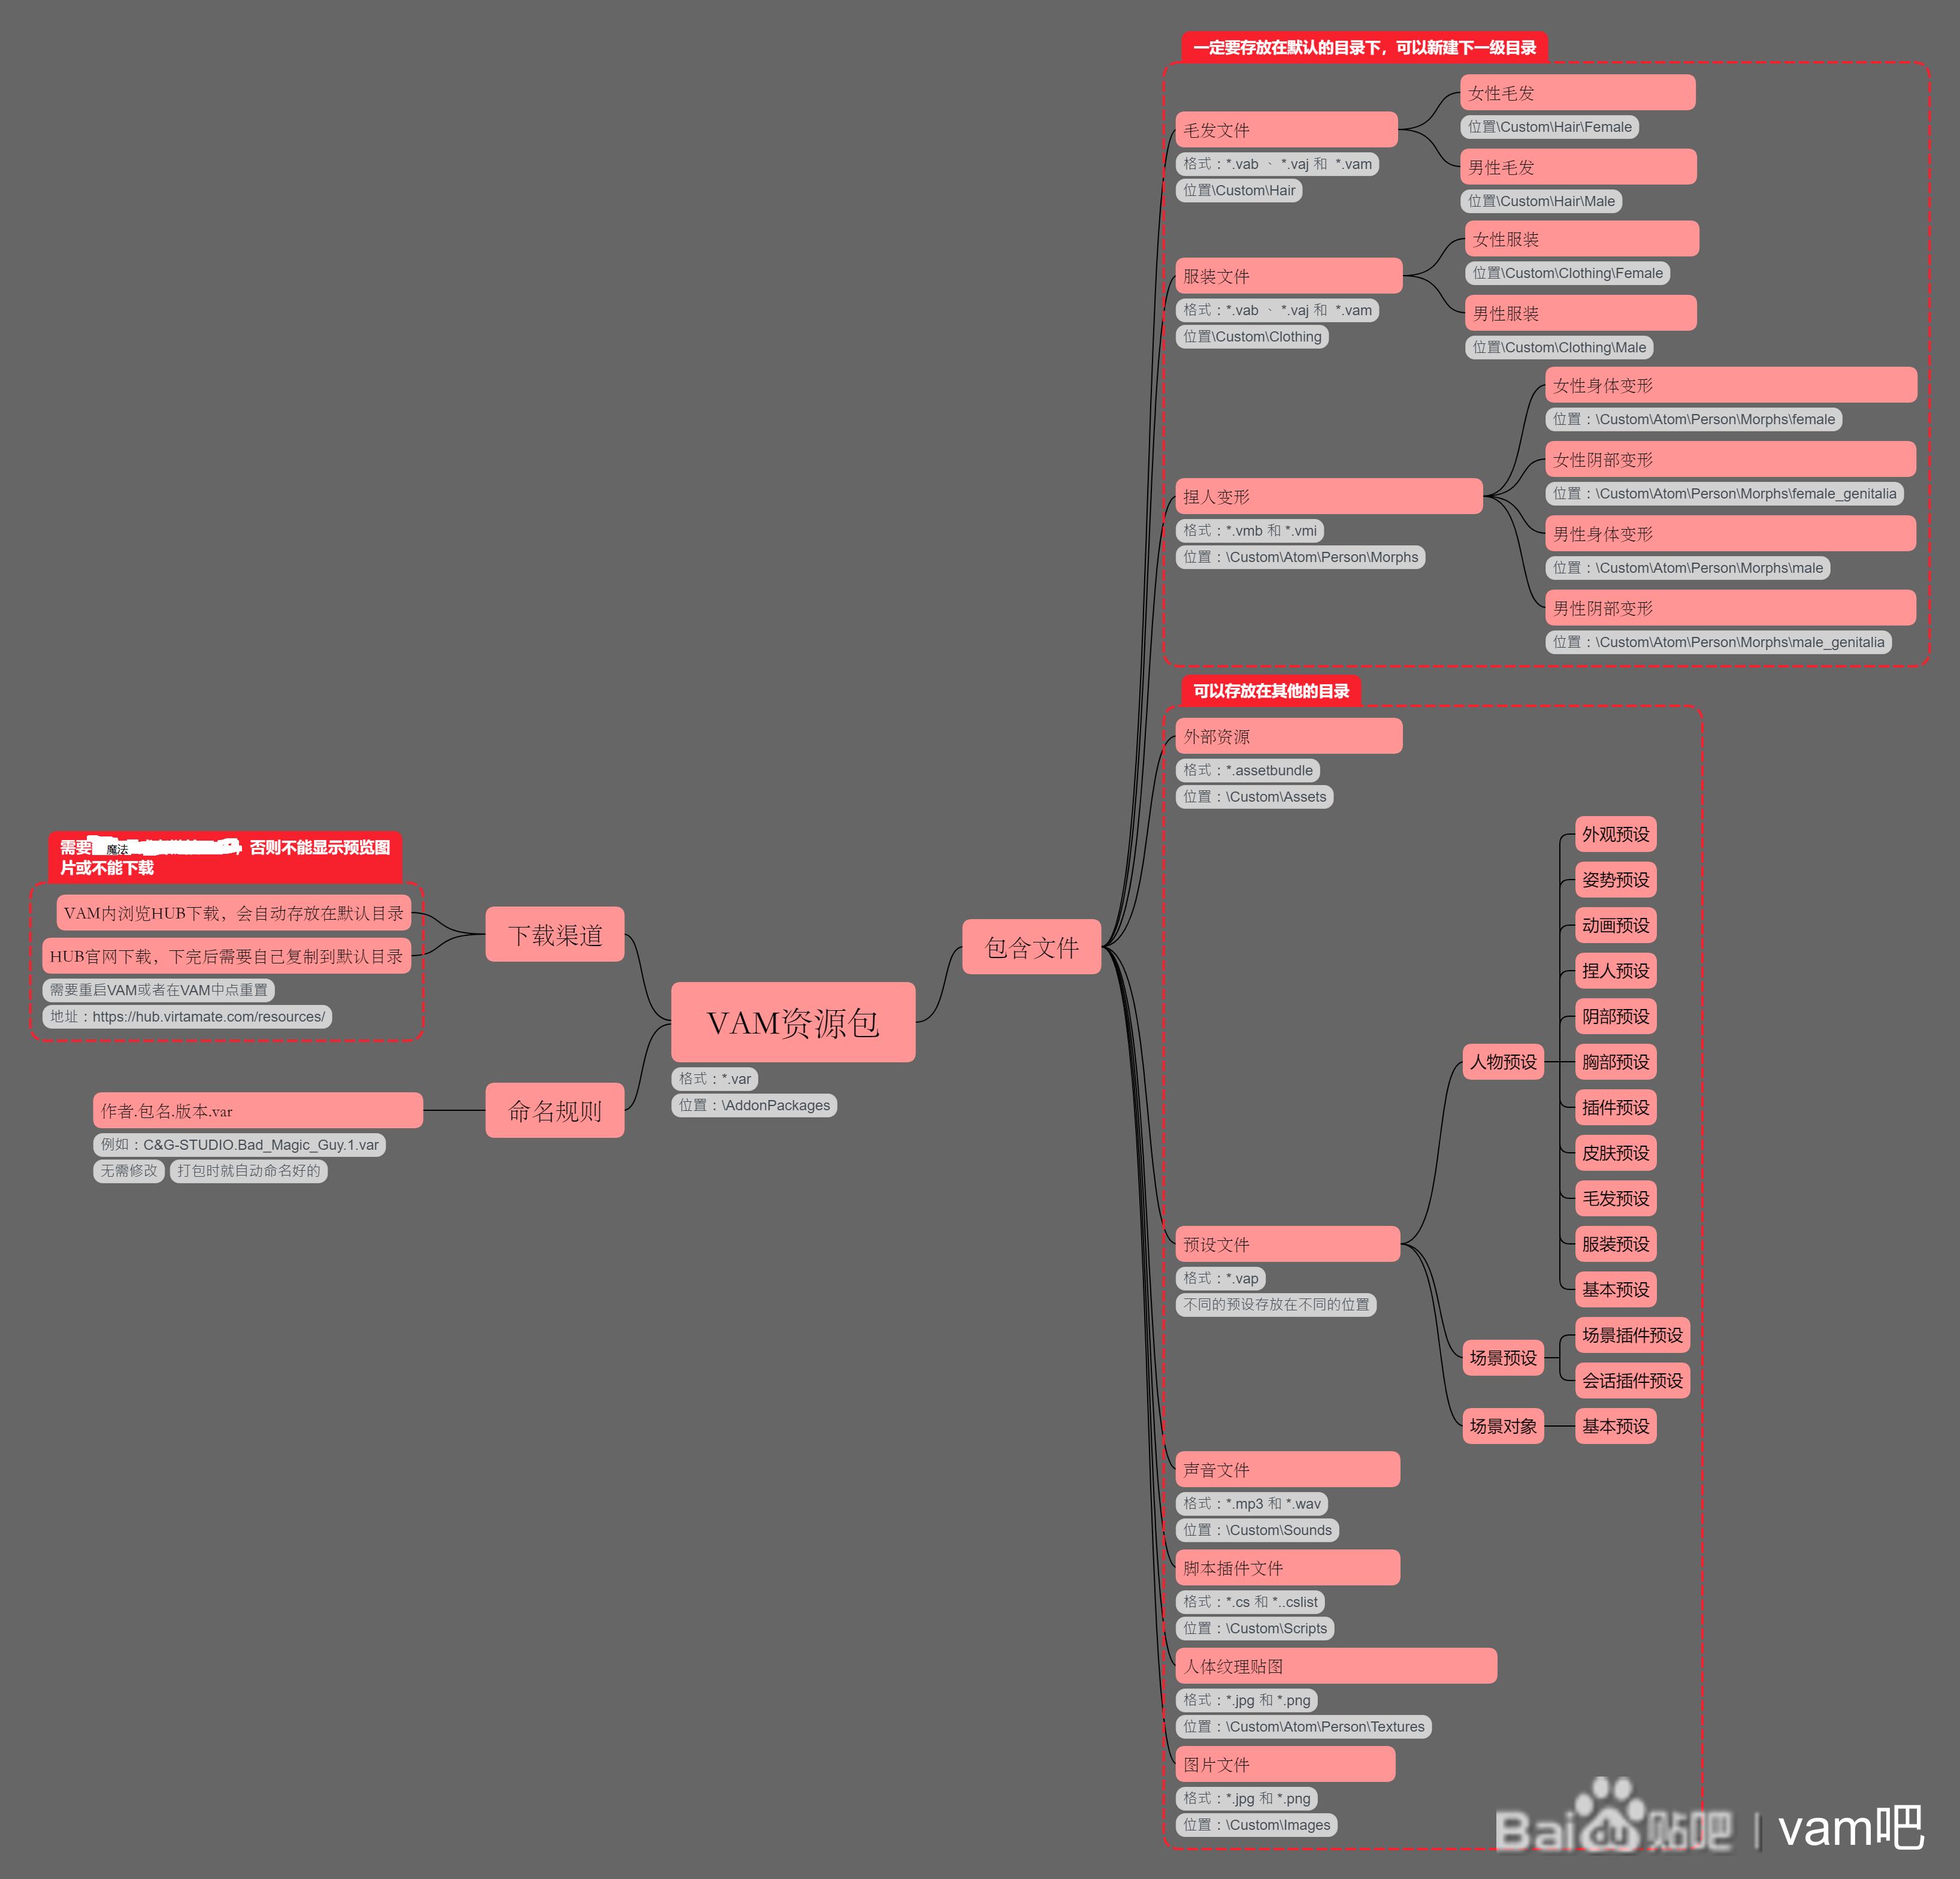 一定要存放在默认的目录下，可以新建下一级目录
毛发文件
格式：*.vab 、 *.vaj 和 *.vam
位置\Custom\Hair
女性毛发
位置\Custom\Hair\Female
男性毛发
位置\Custom\Hair\Male
服装文件
格式：*.vab 、 *.vaj 和 *.vam
位置\Custom\Clothing
女性服装
位置\Custom\Clothing\Female
男性服装
位置\Custom\Clothing\Male
捏人变形
格式：*.vmb 和 *.vmi
位置：\Custom\Atom\Person\Morphs
女性身体变形
位置：\Custom\Atom\Person\Morphs\female
女性阴部变形
位置：\Custom\Atom\Person\Morphs\female_genitalia
男性身体变形
位置：\Custom\Atom\Person\Morphs\male
男性阴部变形
位置：\Custom\Atom\Person\Morphs\male_genitalia
可以存放在其他的目录
外部资源
格式：*.assetbundle
位置：\Custom\Assets
需要 魔法 ，否则不能显示预览图
片或不能下载
VAM内浏览HUB下载，会自动存放在默认目录
HUB官网下载，下完后需要自己复制到默认目录
需要重启VAM或者在VAM中点重置
地址：https://hub.virtamate.com/resources/
下载渠道
包含文件
VAM资源包
格式：*.var
位置：\AddonPackages
命名规则
作者.包名.版本.var
例如：C&G-STUDIO.Bad_Magic_Guy.1.var
无需修改 打包时就自动命名好的
预设文件
格式：*.vap
不同的预设存放在不同的位置
人物预设
外观预设
姿势预设
动画预设
捏人预设
阴部预设
胸部预设
插件预设
皮肤预设
毛发预设
服装预设
基本预设
场景预设
场景插件预设
会话插件预设
场景对象
基本预设
声音文件
格式：*.mp3 和 *.wav
位置：\Custom\Sounds
脚本插件文件
格式：*.cs 和 *..cslist
位置：\Custom\Scripts
人体纹理贴图
格式：*.jpg 和 *.png
位置：\Custom\Atom\Person\Textures
图片文件
格式：*.jpg 和 *.png
位置：\Custom\Images
Baidu贴吧 | vam吧